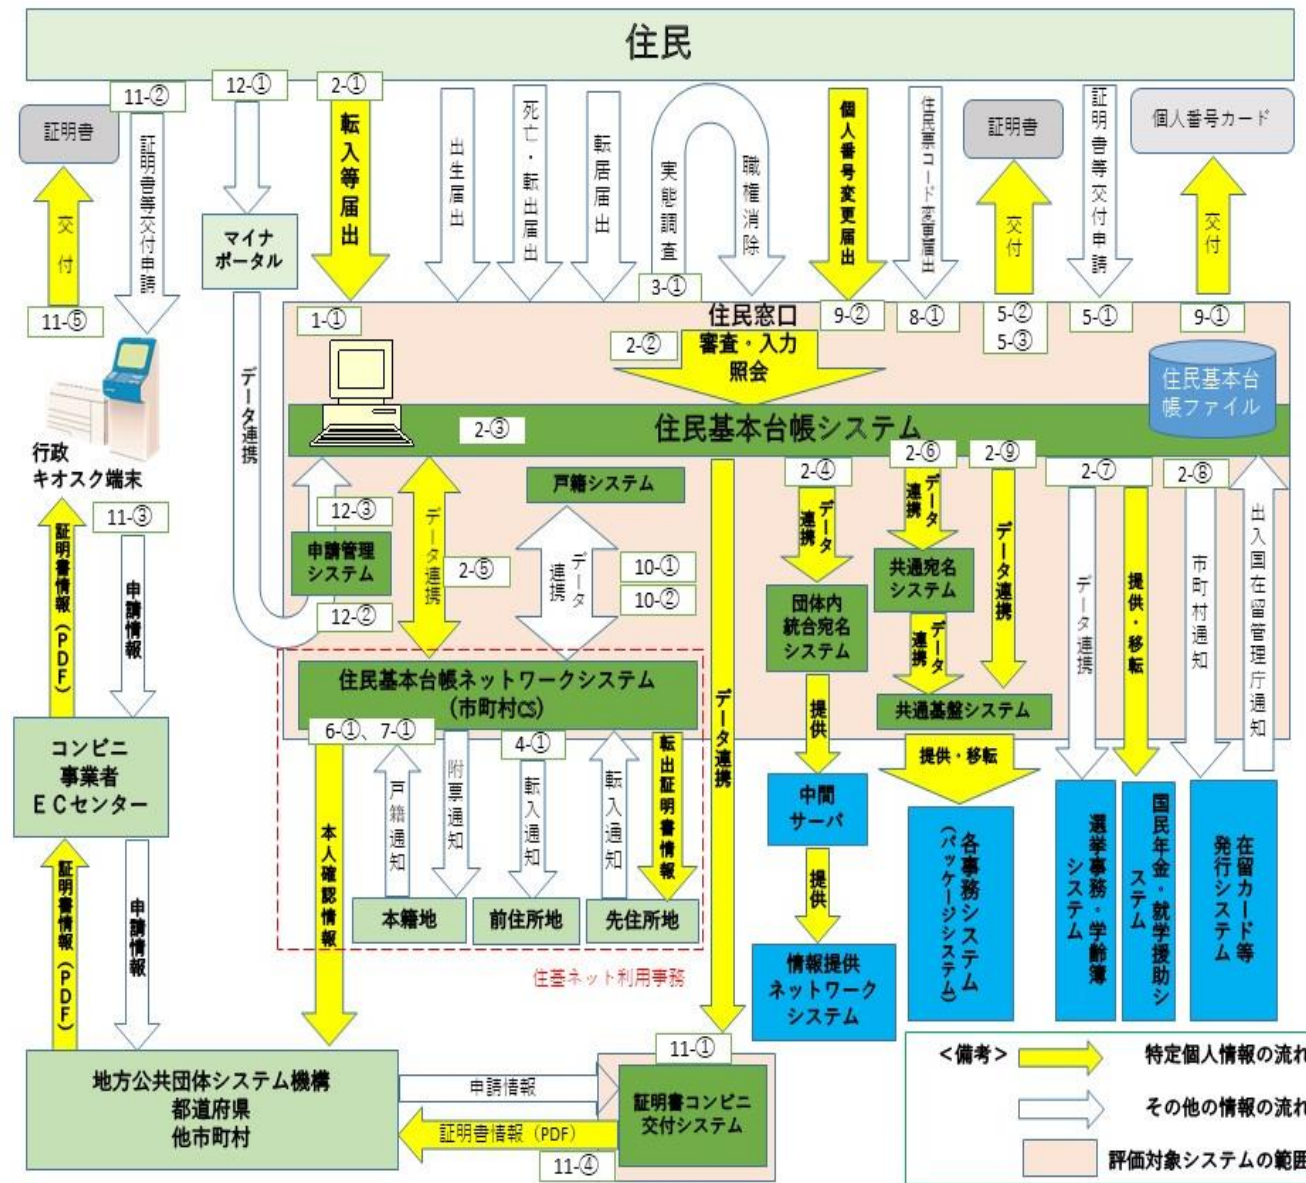 住民
11-②
12-①
2-①
証明書
交付
11-⑤
証明書等交付申請
マイナ
ポータル
転入等届出
出生届出
死亡・転出届出
転居届出
実態調査
職権消除
3-①
個人番号変更届出
9-②
住民票コード変更届出
8-①
証明書
交付
5-②
5-③
証明書等交付申請
5-①
個人番号カード
交付
9-①
1-①
住民窓口
2-②
審査・入力
照会
住民基本台
帳ファイル
2-③
住民基本台帳システム
行政
キオスク端末
データ連携
12-③
申請管理
システム
12-②
データ連携
2-⑤
戸籍システム
データ
連携
10-①
10-②
データ連携
2-④
データ
連携
団体内
統合宛名
システム
2-⑥
データ
連携
共通宛名
システム
データ
連携
2-⑨
データ連携
共通基盤システム
2-⑦
データ連携
提供・移転
2-⑧
市町村通知
出入国在留管理庁通知
証明書情報(PDF)
11-③
申請情報
コンビニ
事業者
ECセンター
証明書情報(PDF)
申請情報
住民基本台帳ネットワークシステム
(市町村CS)
6-①、7-①
本人確認情報
戸籍通知
附票通知
4-①
転入通知
転入通知
転出証明書情報
本籍地
前住所地
先住所地
住基ネット利用事務
提供
中間
サーバ
提供
情報提供
ネットワーク
システム
提供・移転
各事務システム
(パッケージシステム)
選挙事務・学齢簿
システム
国民年金・就学援助シ
ステム
在留カード等
発行システム
地方公共団体システム機構
都道府県
他市町村
申請情報
証明書情報(PDF)
11-④
11-①
証明書コンビニ
交付システム
<備考>
特定個人情報の流れ
その他の情報の流れ
評価対象システムの範囲